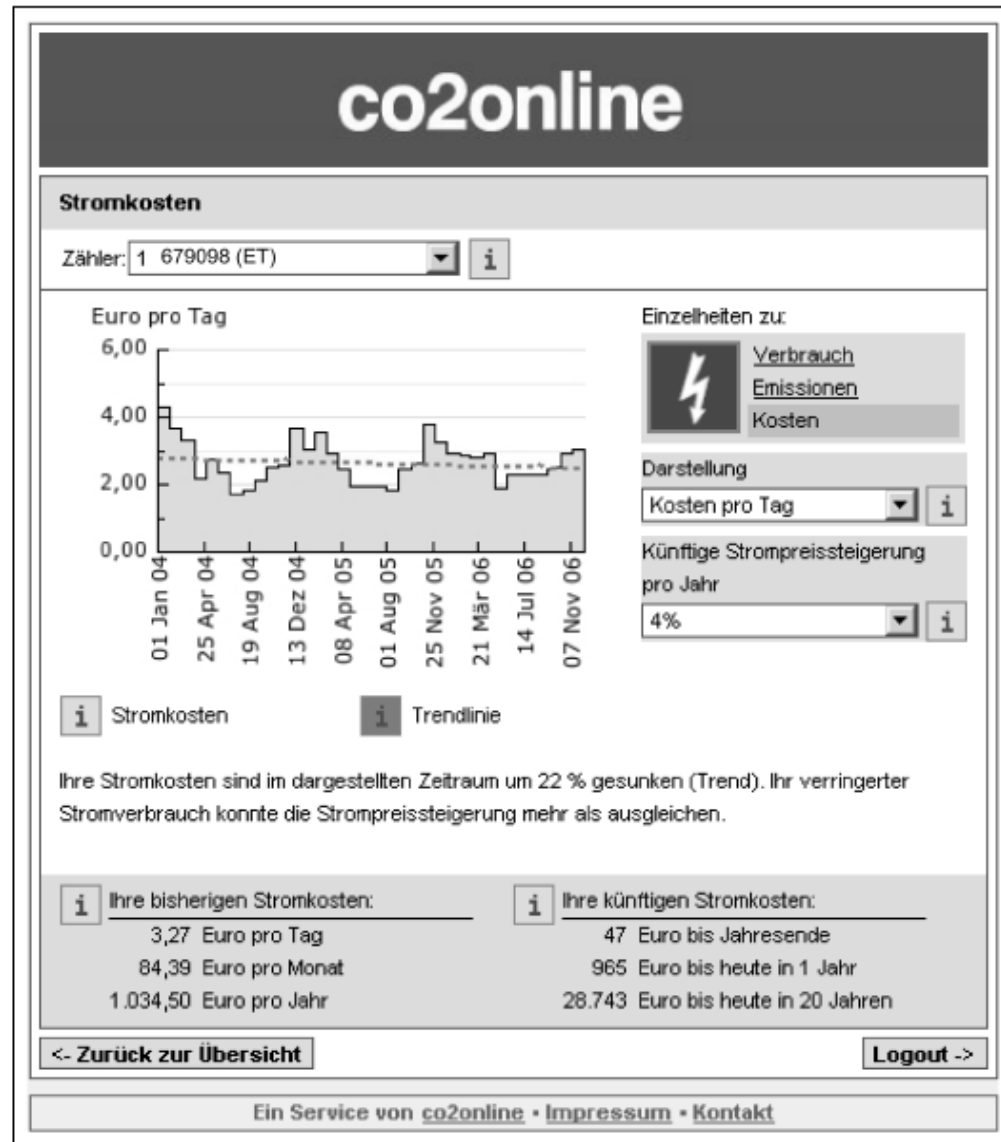 co2online
Stromkosten
Zähler: 1 679098 (ET)
i
Euro pro Tag
6,00
4,00
2,00
0,00
01 Jan 04
25 Apr 04
19 Aug 04
13 Dez 04
08 Apr 05
01 Aug 05
25 Nov 05
21 Mär 06
14 Jul 06
07 Nov 06
Einzelheiten zu:
Verbrauch
Emissionen
Kosten
Darstellung
Kosten pro Tag
i
Künftige Strompreissteigerung
pro Jahr
4%
i
i Stromkosten
i Trendlinie
Ihre Stromkosten sind im dargestellten Zeitraum um 22 % gesunken (Trend). Ihr verringerter
Stromverbrauch konnte die Strompreissteigerung mehr als ausgleichen.
i Ihre bisherigen Stromkosten:
3,27 Euro pro Tag
84,39 Euro pro Monat
1.034,50 Euro pro Jahr
i Ihre künftigen Stromkosten:
47 Euro bis Jahresende
965 Euro bis heute in 1 Jahr
28.743 Euro bis heute in 20 Jahren
<- Zurück zur Übersicht
Logout ->
Ein Service von co2online • Impressum • Kontakt